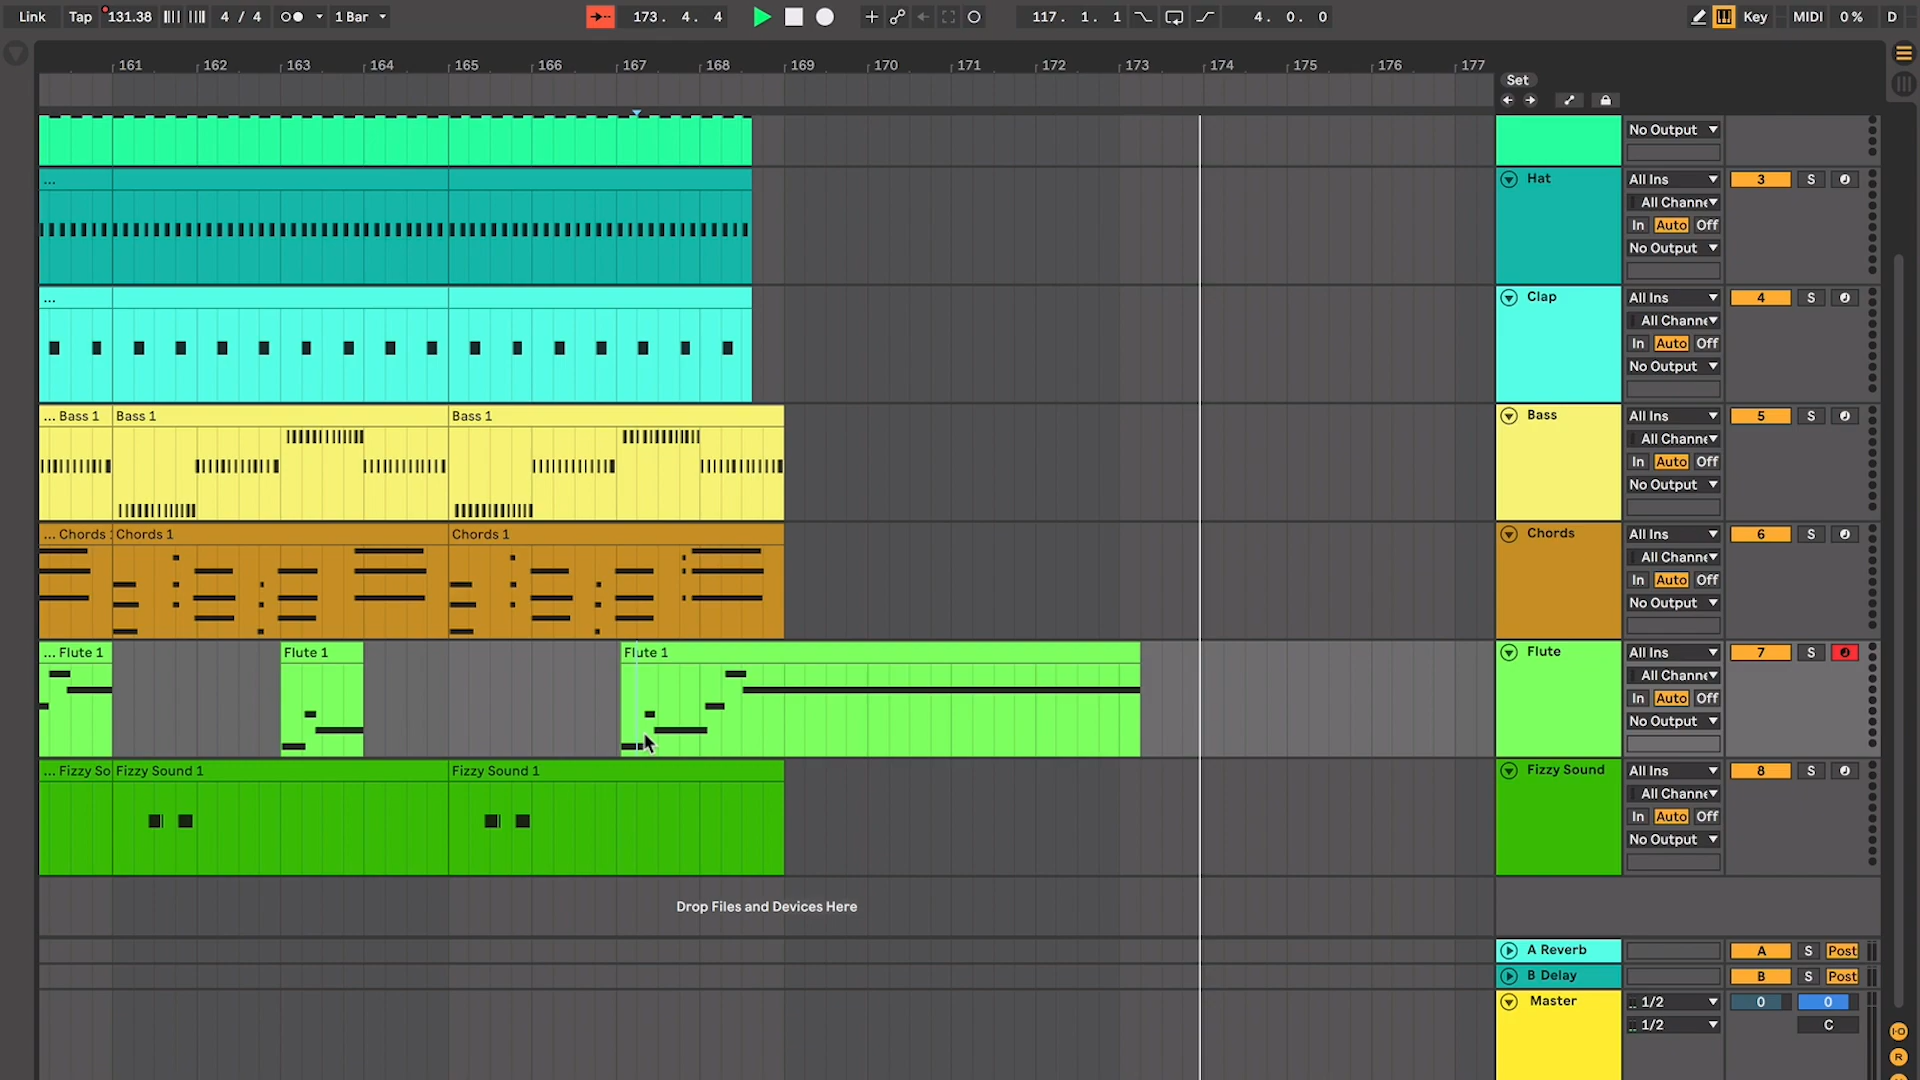 Link Tap 131.38 4 / 4 1 Bar 173. 4. 4 117. 1. 1 4. 0. 0 Key MIDI 0 % D
161 162 163 164 165 166 167 168 169 170 171 172 173 174 175 176 177
Set
No Output
... Hat All Ins 3 S
All Channe
In Auto Off
No Output
... Clap All Ins 4 S
All Channe
In Auto Off
No Output
... Bass 1 Bass 1 Bass 1 Bass All Ins 5 S
All Channe
In Auto Off
No Output
... Chords 1 Chords 1 Chords 1 Chords All Ins 6 S
All Channe
In Auto Off
No Output
... Flute 1 Flute 1 Flute 1 Flute All Ins 7 S
All Channe
In Auto Off
No Output
... Fizzy So Fizzy Sound 1 Fizzy Sound 1 Fizzy Sound All Ins 8 S
All Channe
In Auto Off
No Output
Drop Files and Devices Here
A Reverb A S Post
B Delay B S Post
Master 1/2 0 0
1/2 C
I-O
R